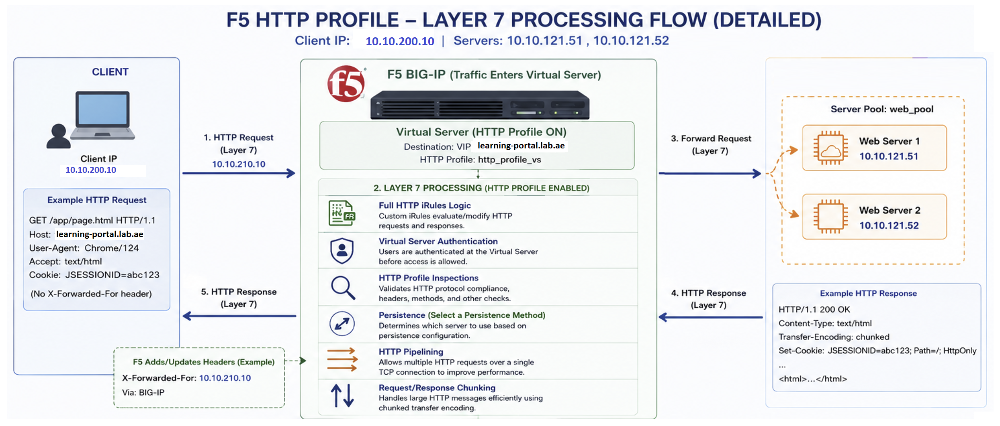 F5 HTTP PROFILE – LAYER 7 PROCESSING FLOW (DETAILED)
Client IP: 10.10.200.10 | Servers: 10.10.121.51 , 10.10.121.52
CLIENT
Client IP
10.10.200.10
Example HTTP Request
GET /app/page.html HTTP/1.1
Host: learning-portal.lab.ae
User-Agent: Chrome/124
Accept: text/html
Cookie: JSESSIONID=abc123
(No X-Forwarded-For header)
F5 Adds/Updates Headers (Example)
X-Forwarded-For: 10.10.210.10
Via: BIG-IP
1. HTTP Request
(Layer 7)
10.10.210.10
5. HTTP Response
(Layer 7)
f5
F5 BIG-IP (Traffic Enters Virtual Server)
Virtual Server (HTTP Profile ON)
Destination: VIP learning-portal.lab.ae
HTTP Profile: http_profile_vs
2. LAYER 7 PROCESSING (HTTP PROFILE ENABLED)
FR
Full HTTP iRules Logic
Custom iRules evaluate/modify HTTP
requests and responses.
Virtual Server Authentication
Users are authenticated at the Virtual Server
before access is allowed.
HTTP Profile Inspections
Validates HTTP protocol compliance,
headers, methods, and other checks.
Persistence (Select a Persistence Method)
Determines which server to use based on
persistence configuration.
HTTP Pipelining
Allows multiple HTTP requests over a single
TCP connection to improve performance.
Request/Response Chunking
Handles large HTTP messages efficiently using
chunked transfer encoding.
3. Forward Request
(Layer 7)
4. HTTP Response
(Layer 7)
Server Pool: web_pool
Web Server 1
10.10.121.51
Web Server 2
10.10.121.52
Example HTTP Response
HTTP/1.1 200 OK
Content-Type: text/html
Transfer-Encoding: chunked
Set-Cookie: JSESSIONID=abc123; Path=/; HttpOnly
...
<html>...</html>